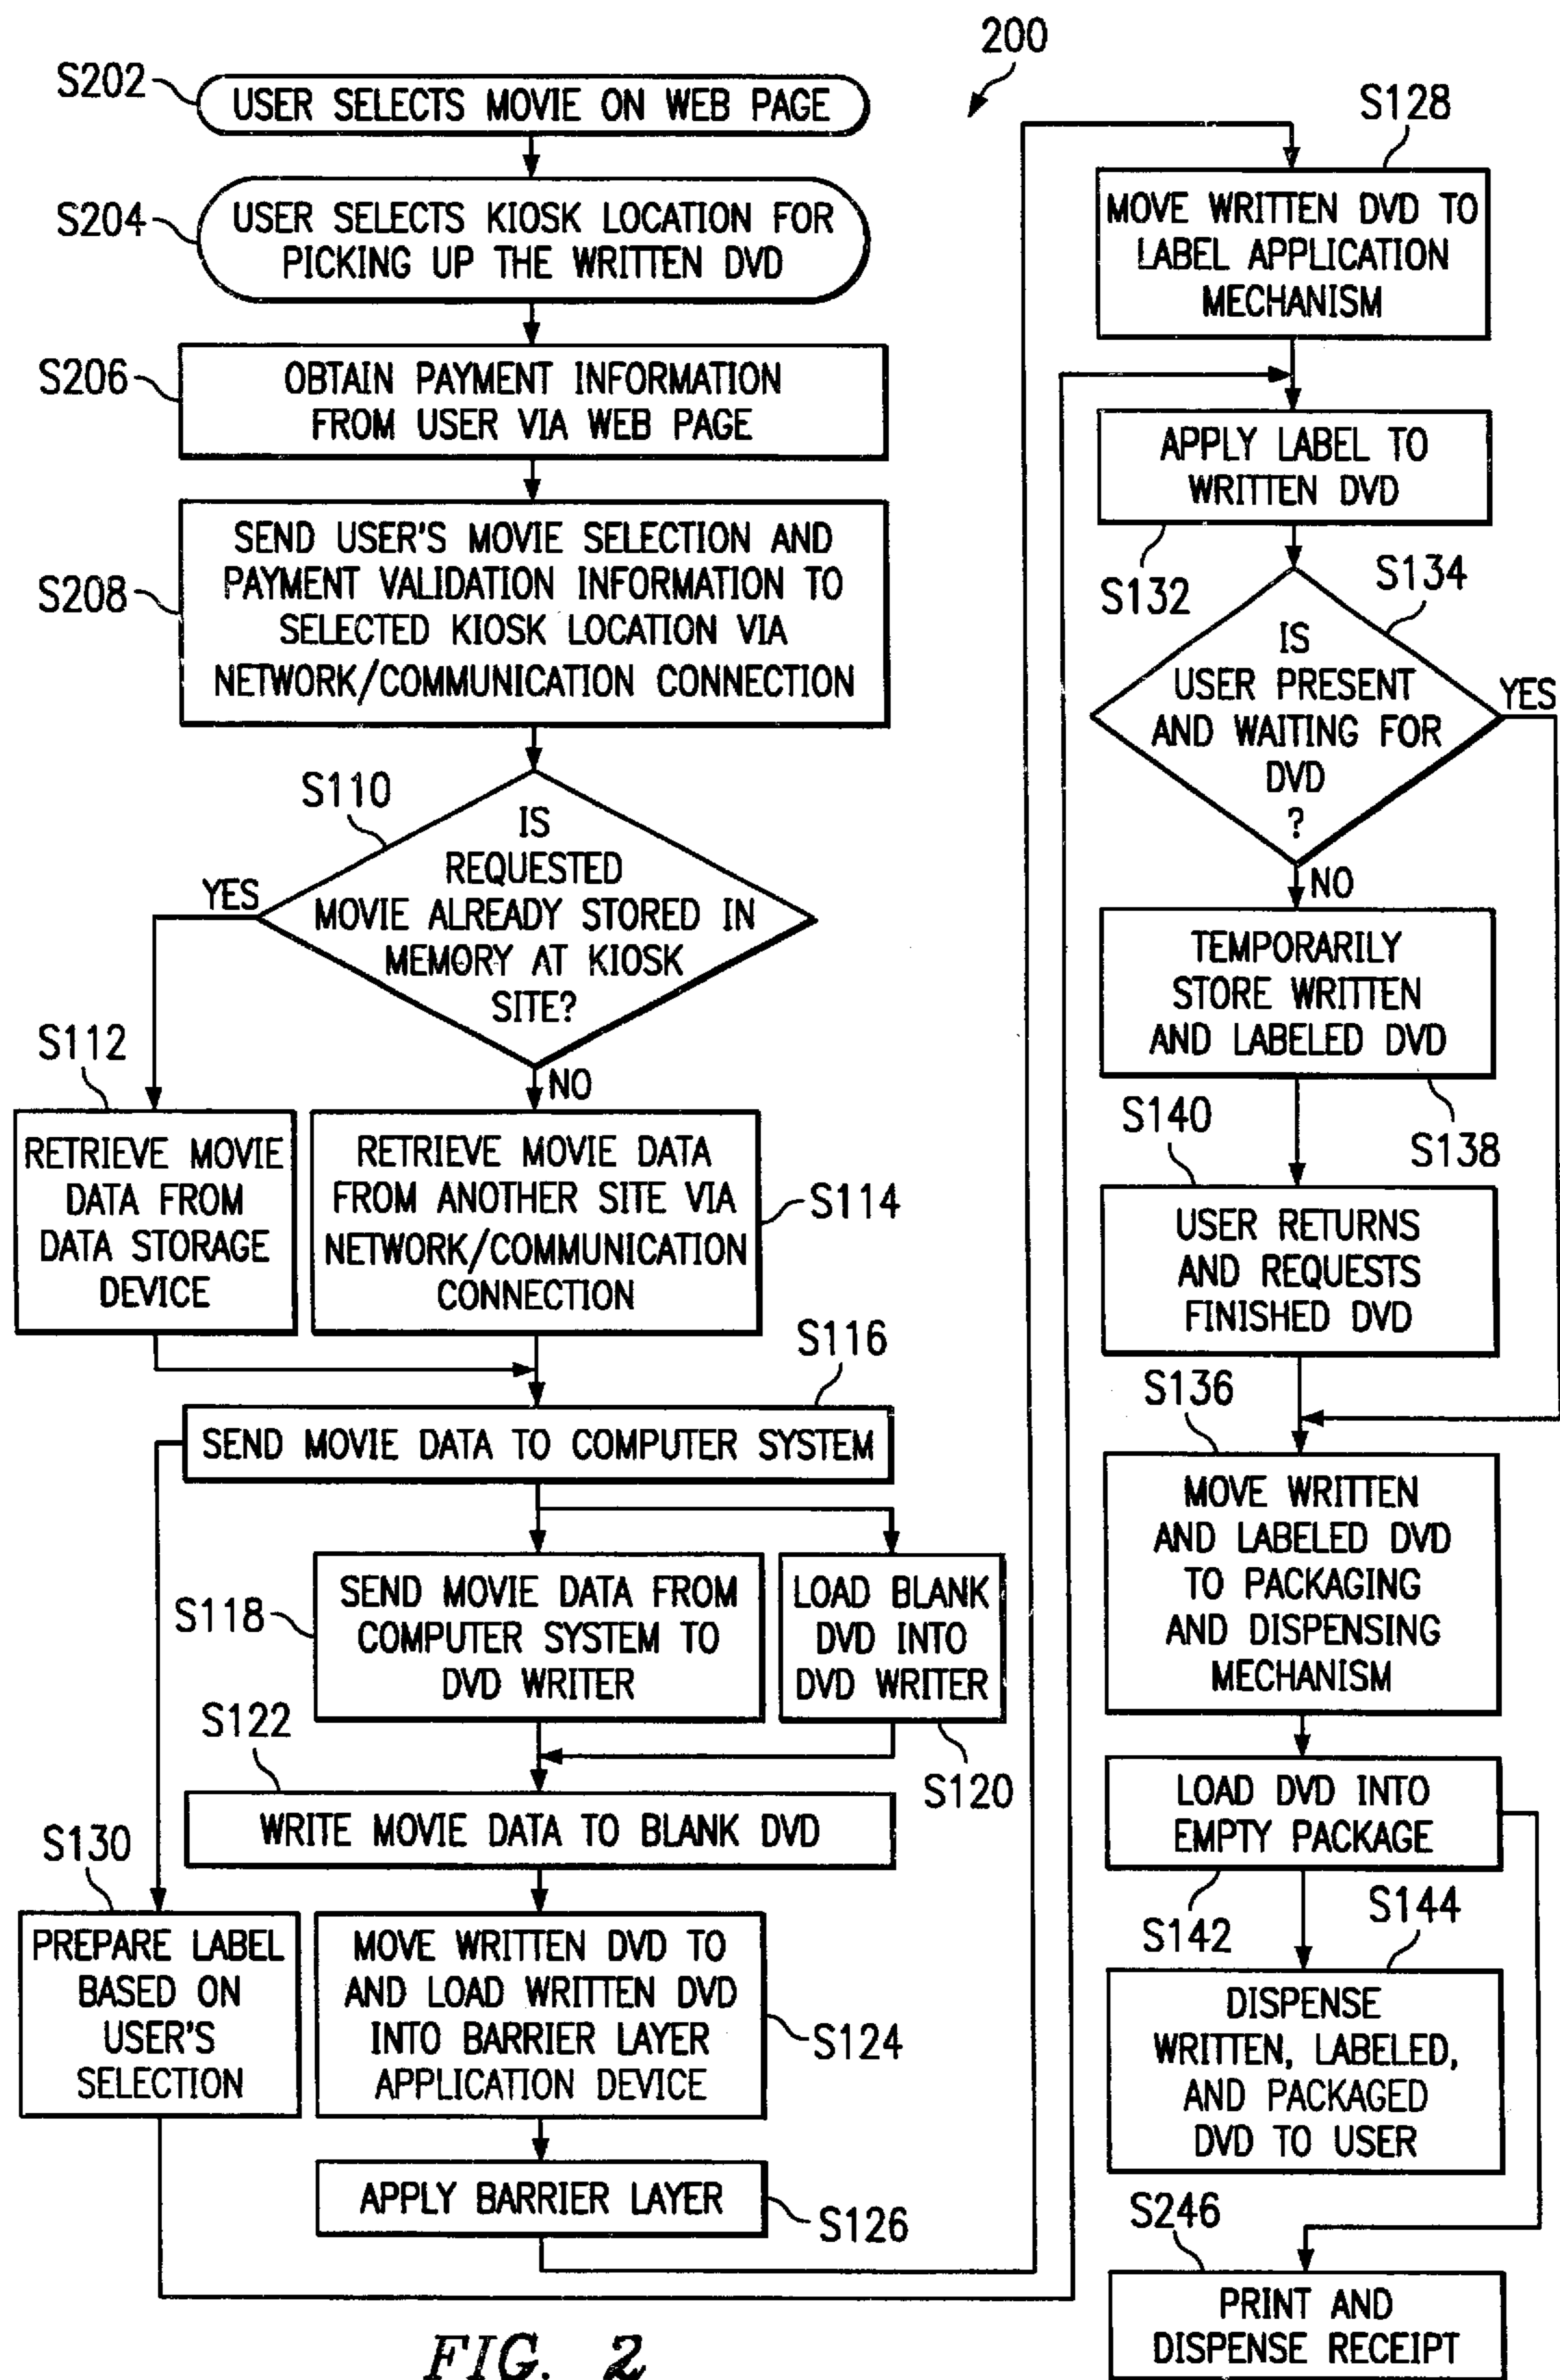 200
S202
USER SELECTS MOVIE ON WEB PAGE
S204
USER SELECTS KIOSK LOCATION FOR
PICKING UP THE WRITTEN DVD
S206
OBTAIN PAYMENT INFORMATION
FROM USER VIA WEB PAGE
S208
SEND USER'S MOVIE SELECTION AND
PAYMENT VALIDATION INFORMATION TO
SELECTED KIOSK LOCATION VIA
NETWORK/COMMUNICATION CONNECTION
S110
IS
REQUESTED
MOVIE ALREADY STORED IN
MEMORY AT KIOSK
SITE?
YES
NO
S112
RETRIEVE MOVIE
DATA FROM
DATA STORAGE
DEVICE
RETRIEVE MOVIE DATA
FROM ANOTHER SITE VIA
NETWORK/COMMUNICATION
CONNECTION
S114
S116
SEND MOVIE DATA TO COMPUTER SYSTEM
S118
SEND MOVIE DATA FROM
COMPUTER SYSTEM TO
DVD WRITER
LOAD BLANK
DVD INTO
DVD WRITER
S120
S122
WRITE MOVIE DATA TO BLANK DVD
S130
PREPARE LABEL
BASED ON
USER'S
SELECTION
MOVE WRITTEN DVD TO
AND LOAD WRITTEN DVD
INTO BARRIER LAYER
APPLICATION DEVICE
S124
APPLY BARRIER LAYER
S126
S128
MOVE WRITTEN DVD TO
LABEL APPLICATION
MECHANISM
APPLY LABEL TO
WRITTEN DVD
S132
S134
IS
USER PRESENT
AND WAITING FOR
DVD
?
YES
NO
TEMPORARILY
STORE WRITTEN
AND LABELED DVD
S138
S140
USER RETURNS
AND REQUESTS
FINISHED DVD
S136
MOVE WRITTEN
AND LABELED DVD
TO PACKAGING
AND DISPENSING
MECHANISM
LOAD DVD INTO
EMPTY PACKAGE
S142
S144
DISPENSE
WRITTEN, LABELED,
AND PACKAGED
DVD TO USER
S246
PRINT AND
DISPENSE RECEIPT
FIG. 2